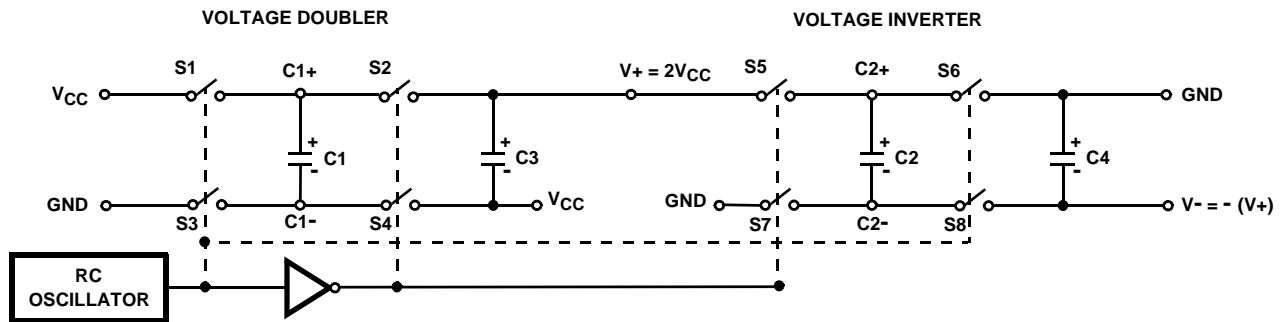 VOLTAGE DOUBLER
VOLTAGE INVERTER
S1
C1+
S2
V+ = 2VCC
S5
C2+
S6
VCC
GND
+
-
C1
+
-
C3
+
-
C2
+
-
C4
GND
S3
C1-
S4
VCC
GND
S7
C2-
S8
V- = - (V+)
RC
OSCILLATOR